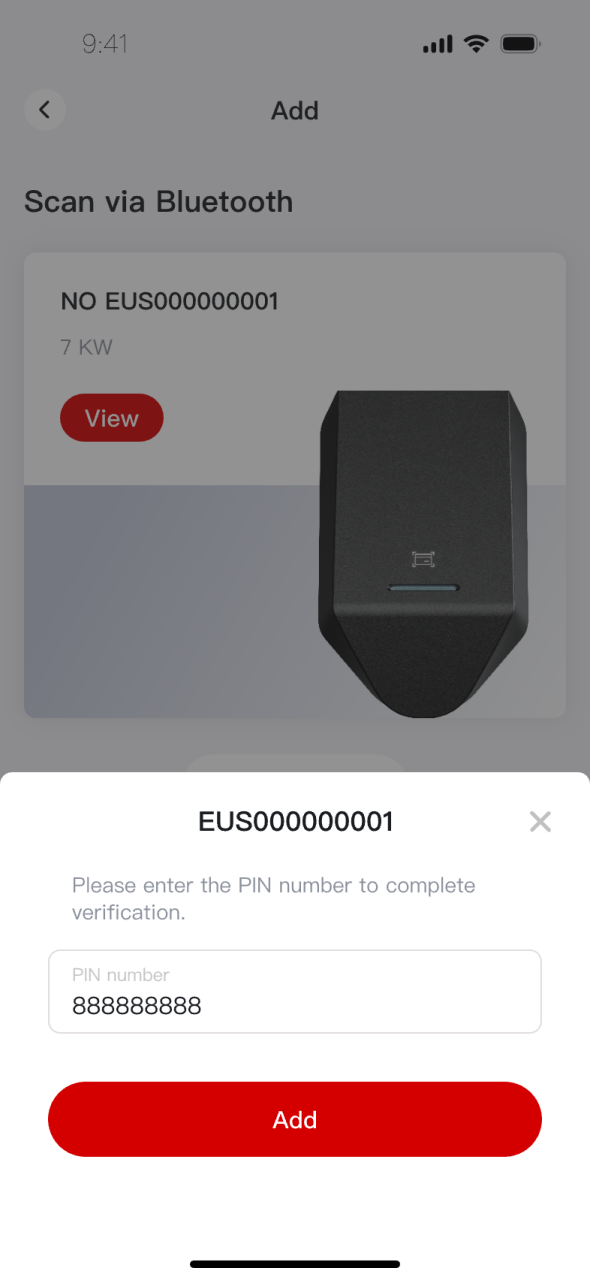 9:41
Add
Scan via Bluetooth
NO EUS000000001
7 KW
View
EUS000000001
Please enter the PIN number to complete
verification.
PIN number
888888888
Add